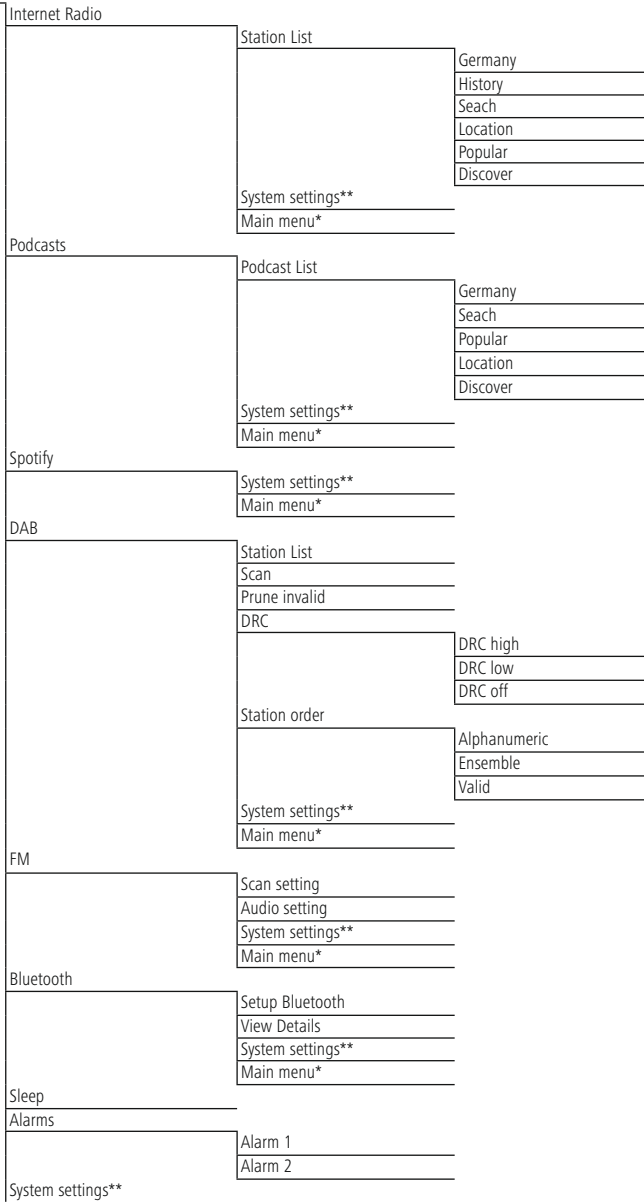 Internet Radio
Station List
Germany
History
Seach
Location
Popular
Discover
System settings**
Main menu*
Podcasts
Podcast List
Germany
Seach
Popular
Location
Discover
System settings**
Main menu*
Spotify
System settings**
Main menu*
DAB
Station List
Scan
Prune invalid
DRC
DRC high
DRC low
DRC off
Station order
Alphanumeric
Ensemble
Valid
System settings**
Main menu*
FM
Scan setting
Audio setting
System settings**
Main menu*
Bluetooth
Setup Bluetooth
View Details
System settings**
Main menu*
Sleep
Alarms
Alarm 1
Alarm 2
System settings**